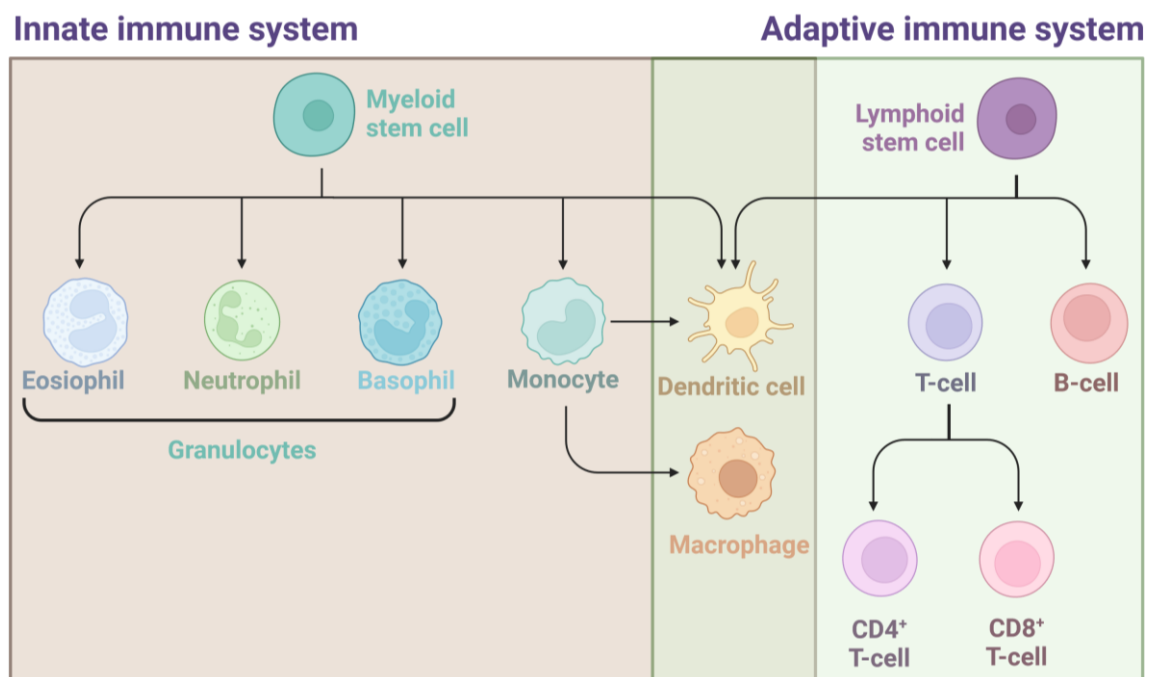 Innate immune system
Adaptive immune system
Myeloid
stem cell
Lymphoid
stem cell
Eosiophil
Neutrophil
Basophil
Monocyte
Dendritic cell
T-cell
B-cell
Granulocytes
Macrophage
CD4⁺
T-cell
CD8⁺
T-cell